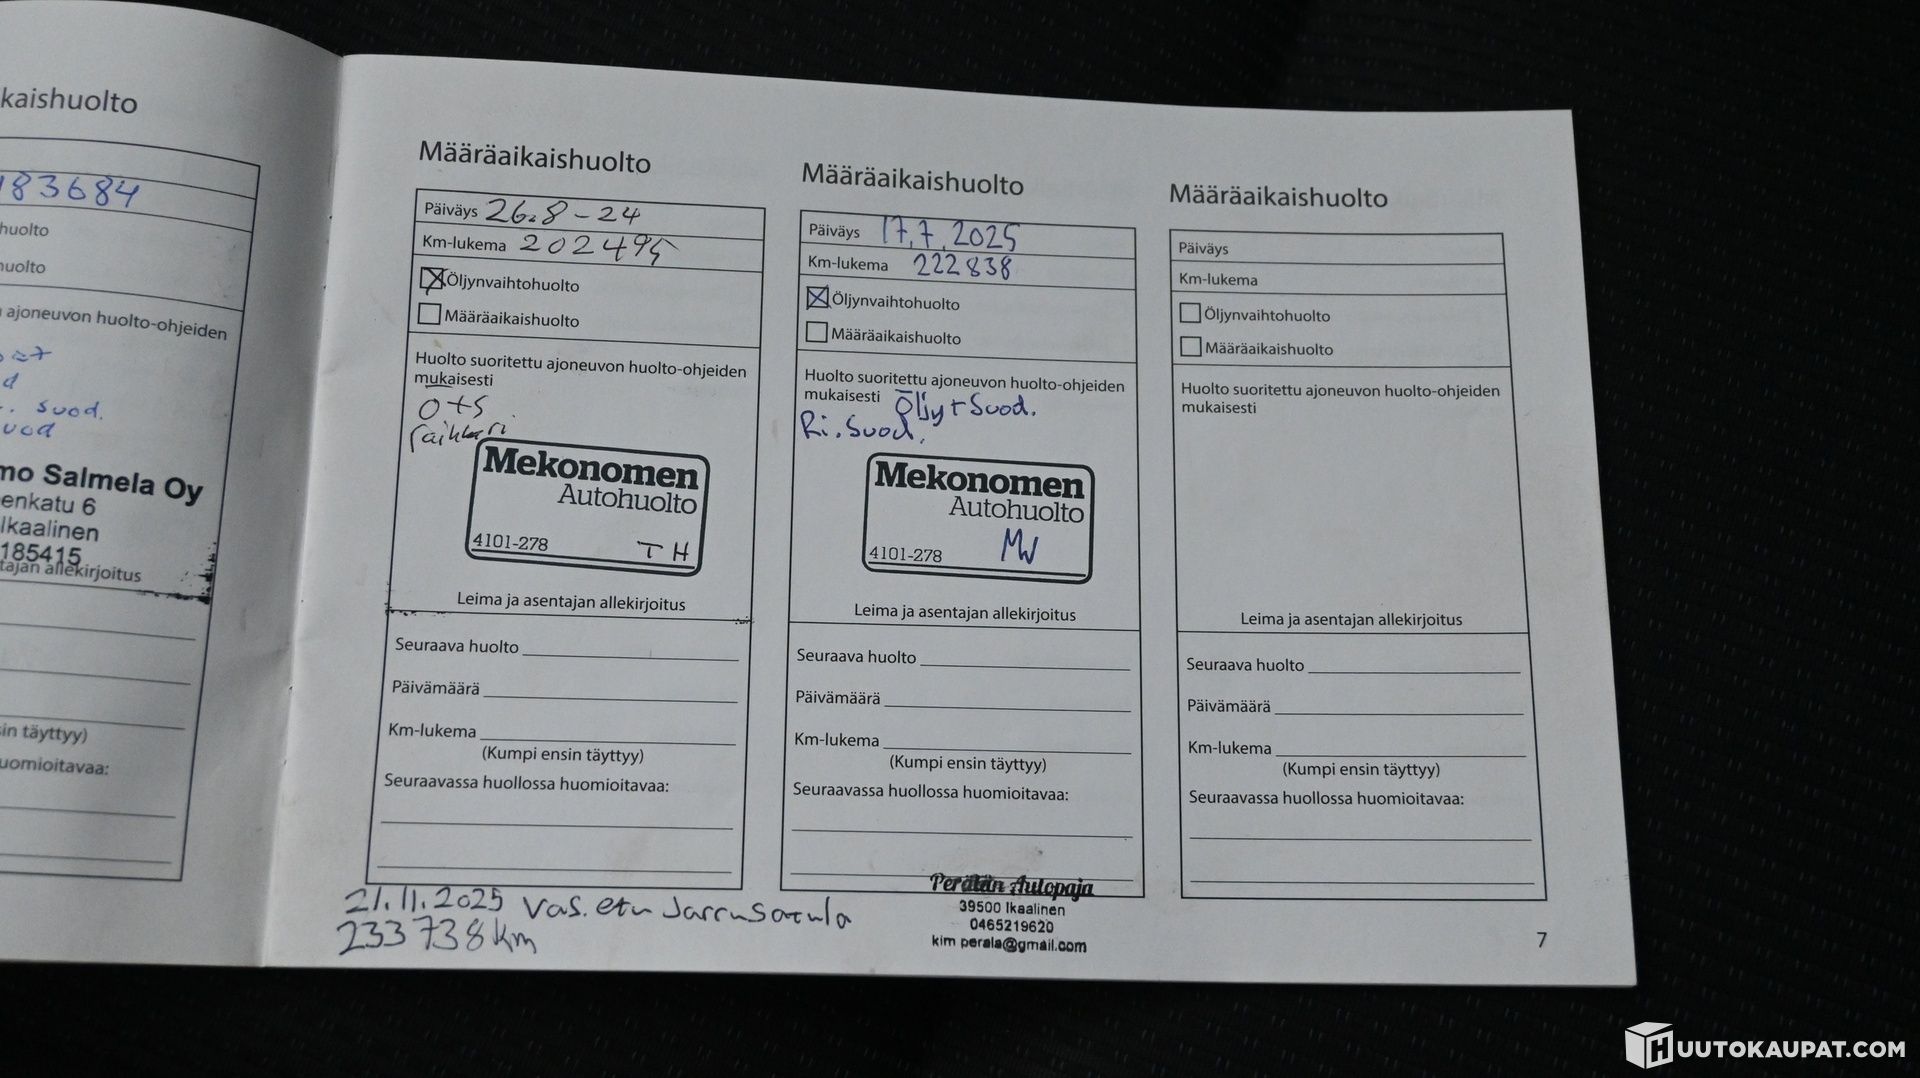 kaishuolto
183684
huolto
uolto
ajoneuvon huolto-ohjeiden
suod.
mo Salmela Oy
enkatu 6
Ikaalinen
185415
tajan allekirjoitus
sin täyttyy)
uomioitavaa:
Määräaikaishuolto
Päiväys 26.8-24
Km-lukema 202495
Öljynvaihtohuolto
Määräaikaishuolto
Huolto suoritettu ajoneuvon huolto-ohjeiden
mukaisesti
O+S
Mekonomen
Autohuolto
4101-278 TH
Leima ja asentajan allekirjoitus
Seuraava huolto
Päivämäärä
Km-lukema
(Kumpi ensin täyttyy)
Seuraavassa huollossa huomioitavaa:
Määräaikaishuolto
Päiväys 17.7.2025
Km-lukema 222838
Öljynvaihtohuolto
Määräaikaishuolto
Huolto suoritettu ajoneuvon huolto-ohjeiden
mukaisesti Öljy+Suod.
Ri.Suod.
Mekonomen
Autohuolto
4101-278
Leima ja asentajan allekirjoitus
Seuraava huolto
Päivämäärä
Km-lukema
(Kumpi ensin täyttyy)
Seuraavassa huollossa huomioitavaa:
Määräaikaishuolto
Päiväys
Km-lukema
Öljynvaihtohuolto
Määräaikaishuolto
Huolto suoritettu ajoneuvon huolto-ohjeiden
mukaisesti
Leima ja asentajan allekirjoitus
Seuraava huolto
Päivämäärä
Km-lukema
(Kumpi ensin täyttyy)
Seuraavassa huollossa huomioitavaa:
21.11.2025 vas. etu Jarrusatula
233738km
Perälän Autopaja
39500 Ikaalinen
0465219620
kim perala@gmail.com
7
HUUTOKAUPAT.COM